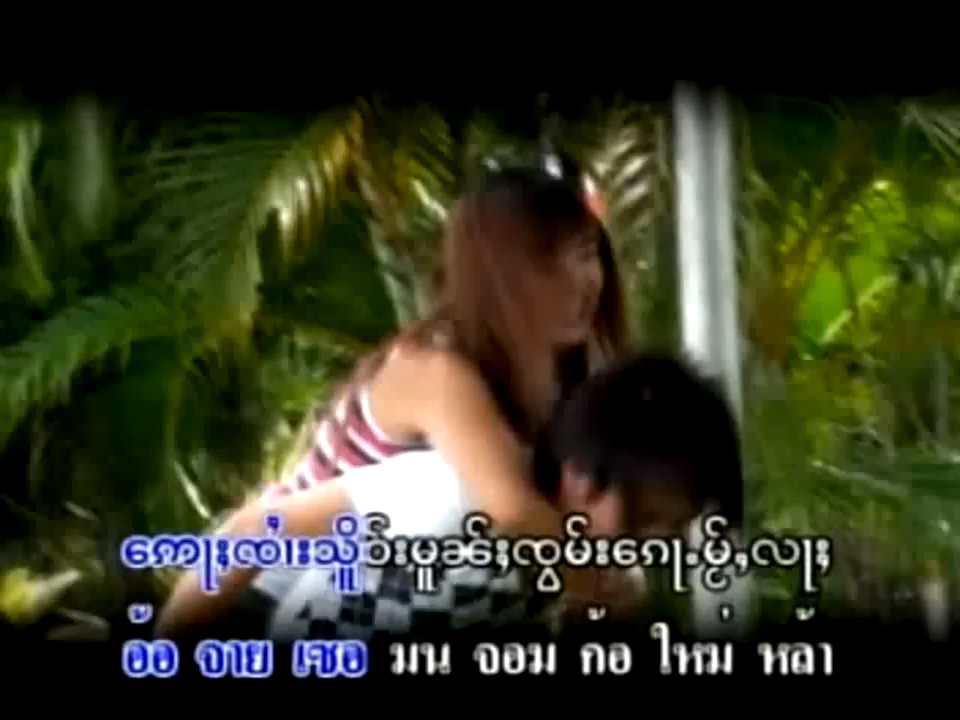 ဢေႃႈၸၢႆးသိူဝ်းမူၼ်ႈၸွမ်းၵေႃႉမႂ်ႇလႃႈ
อ้อ จาย เซอ มน จอม ก้อ ใหม่ หล้า